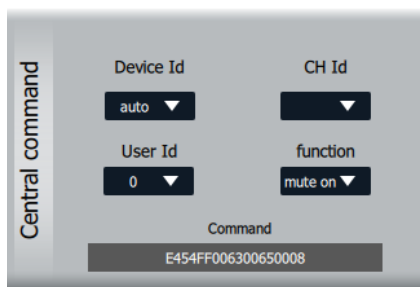 Central command
Device Id
CH Id
auto
User Id
function
0
mute on
Command
E454FF006300650008